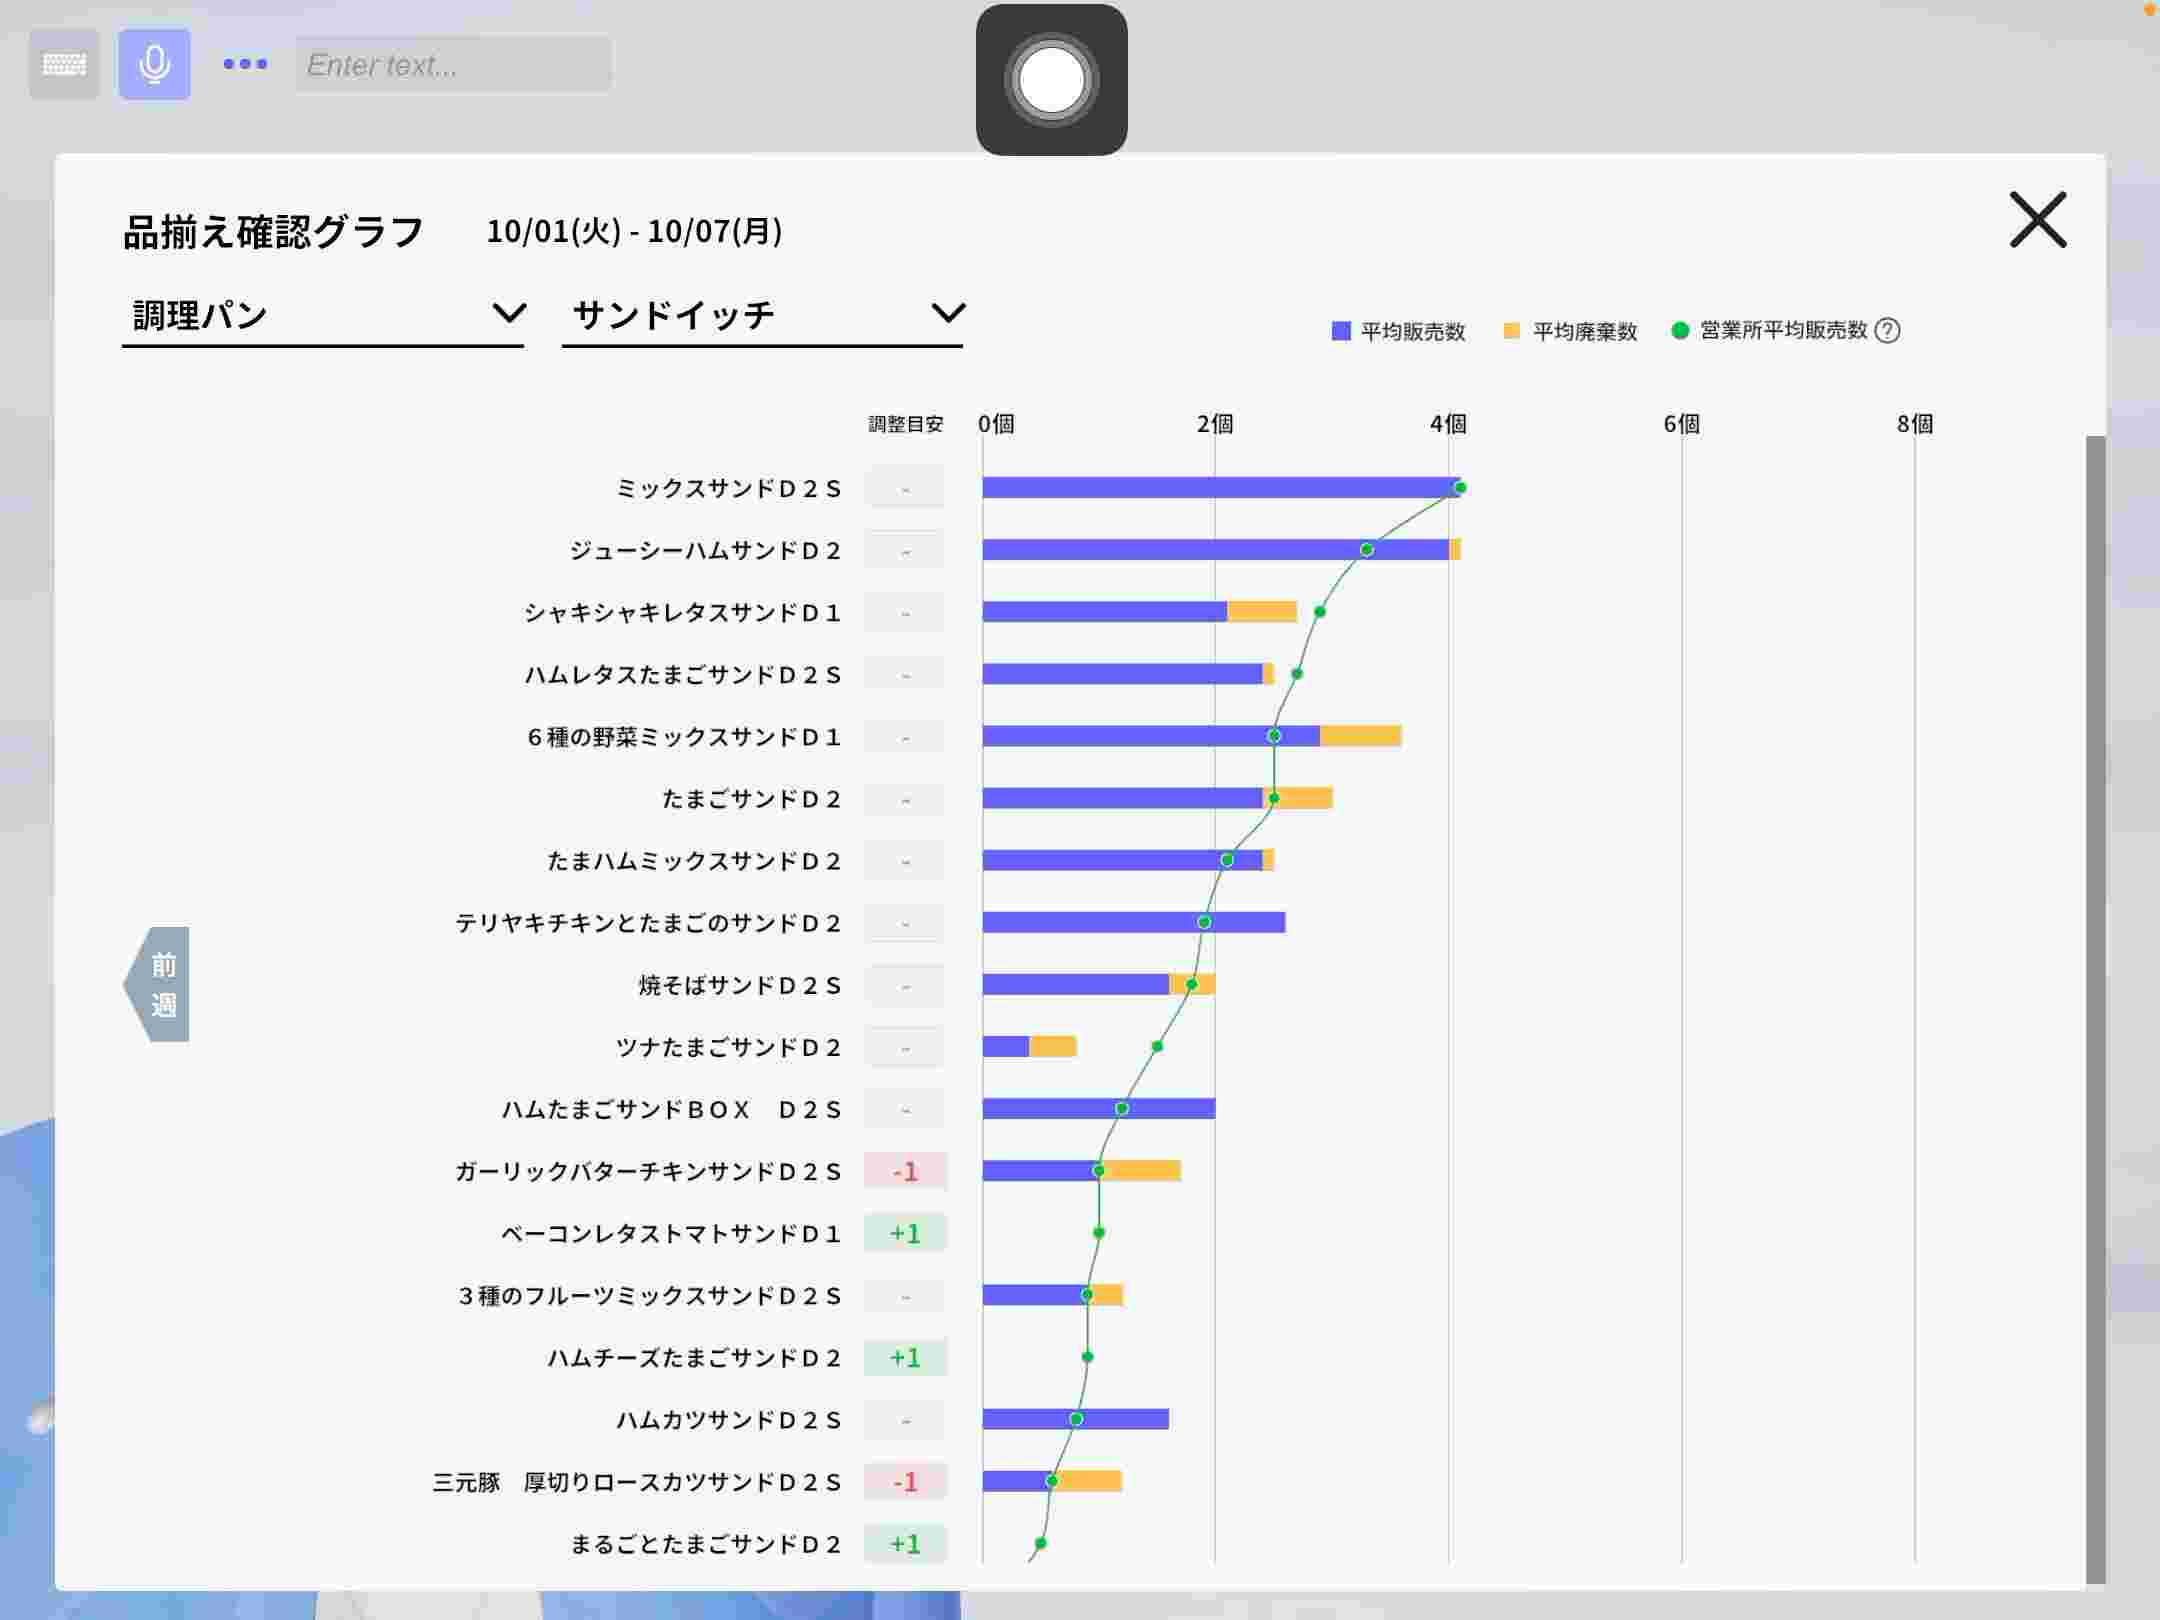 Enter text...
品揃え確認グラフ 10/01(火) - 10/07(月)
調理パン サンドイッチ
平均販売数 平均廃棄数 営業所平均販売数 ?
調整目安 0個 2個 4個 6個 8個
ミックスサンドD2S -
ジューシーハムサンドD2 -
シャキシャキレタスサンドD1 -
ハムレタスたまごサンドD2S -
6種の野菜ミックスサンドD1 -
たまごサンドD2 -
たまハムミックスサンドD2 -
テリヤキチキンとたまごのサンドD2 -
前週
焼そばサンドD2S -
ツナたまごサンドD2 -
ハムたまごサンドBOX D2S -
ガーリックバターチキンサンドD2S -1
ベーコンレタストマトサンドD1 +1
3種のフルーツミックスサンドD2S -
ハムチーズたまごサンドD2 +1
ハムカツサンドD2S -
三元豚 厚切りロースカツサンドD2S -1
まるごとたまごサンドD2 +1